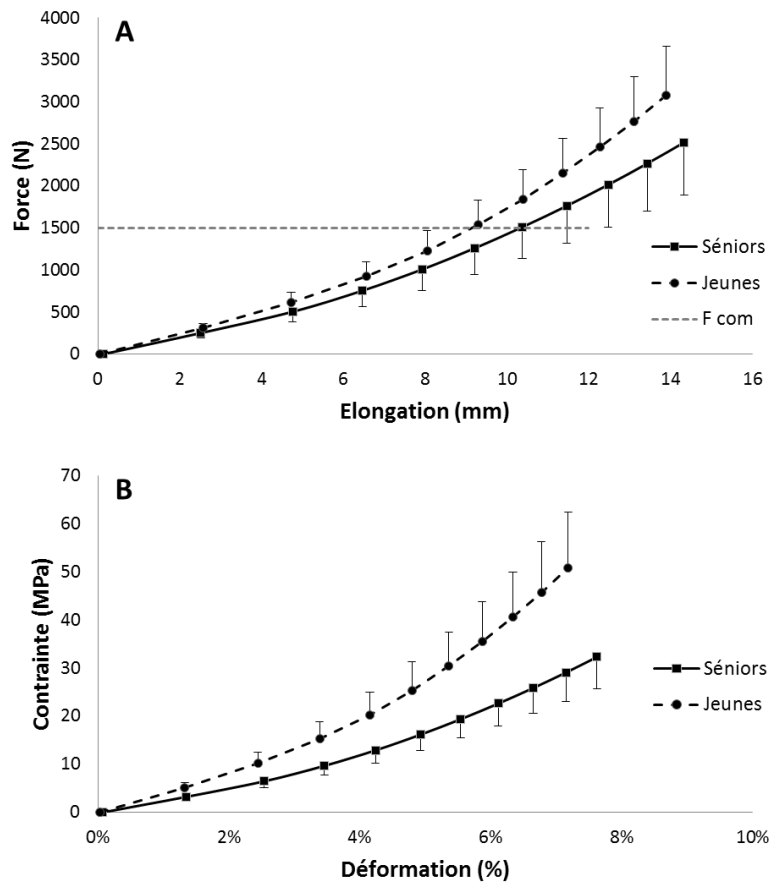 A
Force (N)
4000
3500
3000
2500
2000
1500
1000
500
0
0 2 4 6 8 10 12 14 16
Elongation (mm)
Séniors
Jeunes
F com
B
Contrainte (MPa)
70
60
50
40
30
20
10
0
0% 2% 4% 6% 8% 10%
Déformation (%)
Séniors
Jeunes